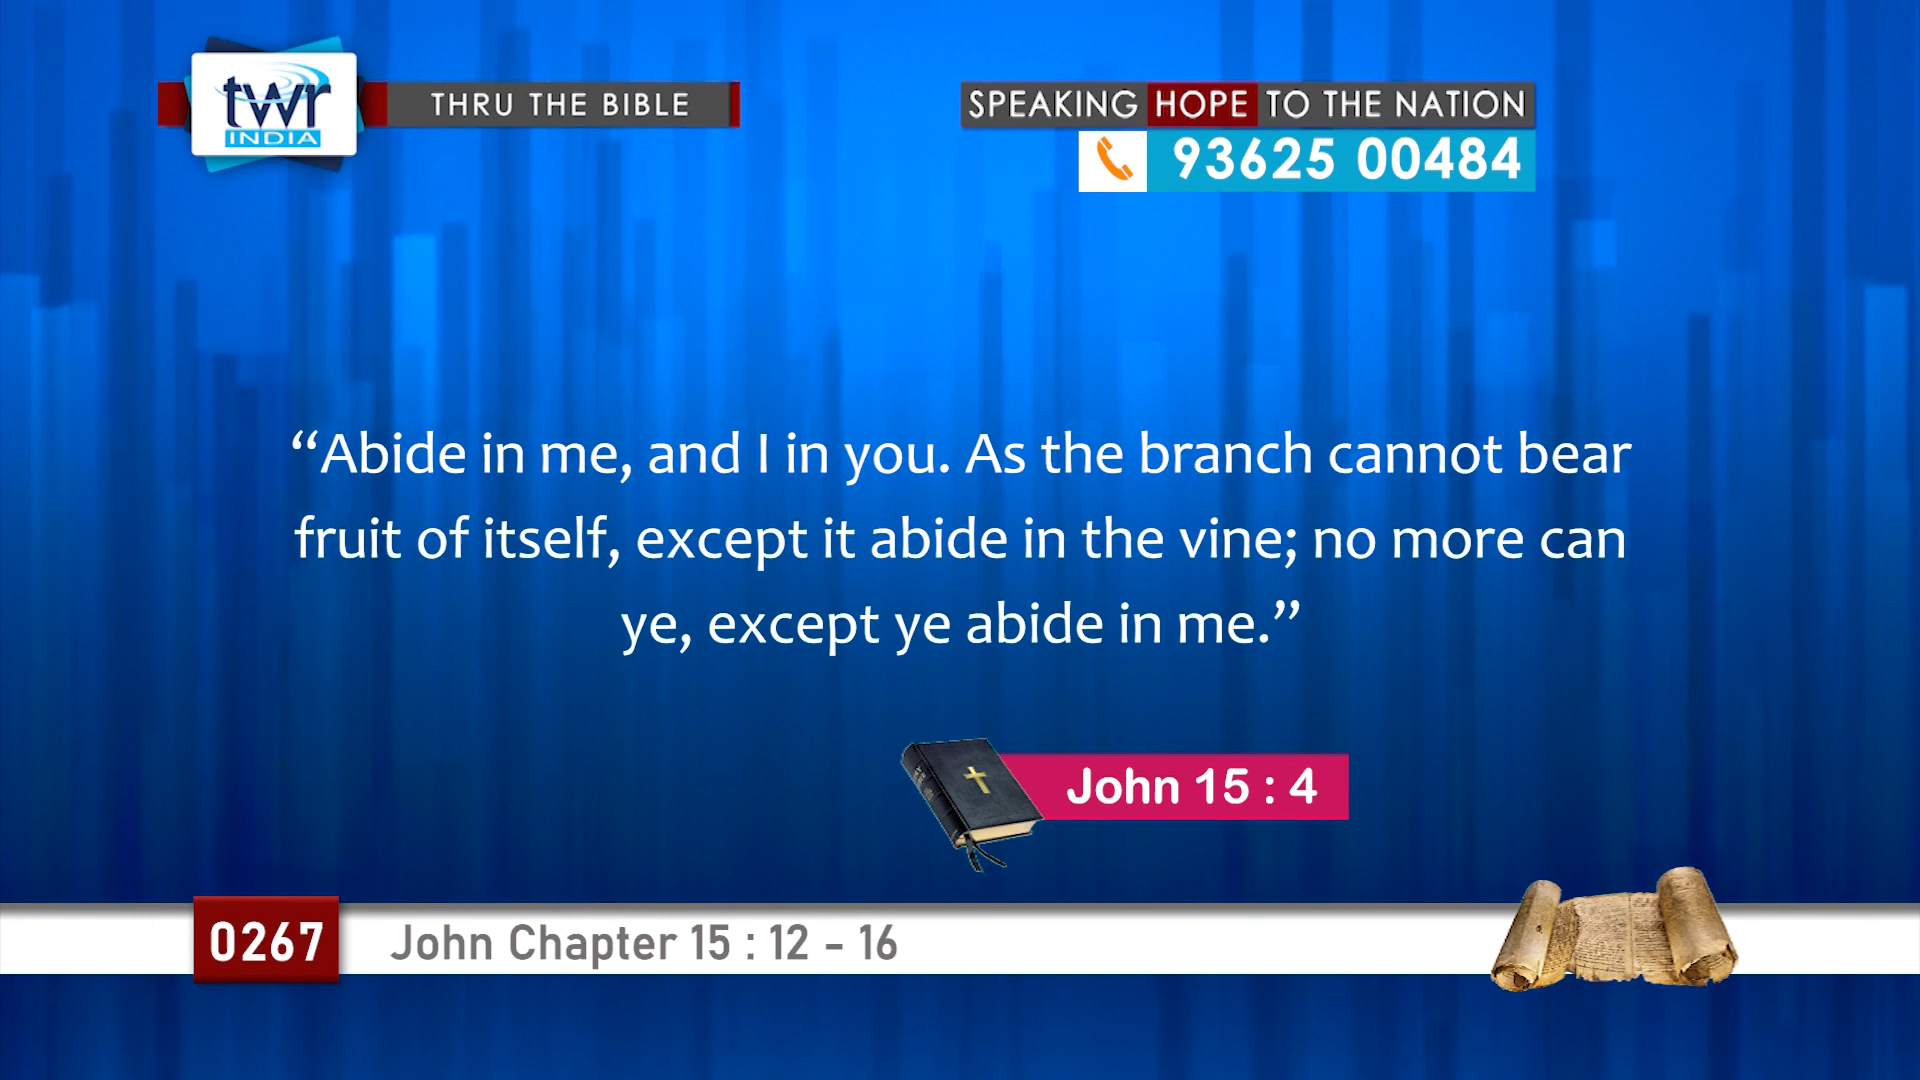 twr
INDIA
THRU THE BIBLE
SPEAKING HOPE TO THE NATION
93625 00484
“Abide in me, and I in you. As the branch cannot bear
fruit of itself, except it abide in the vine; no more can
ye, except ye abide in me.”
John 15 : 4
0267
John Chapter 15 : 12 - 16